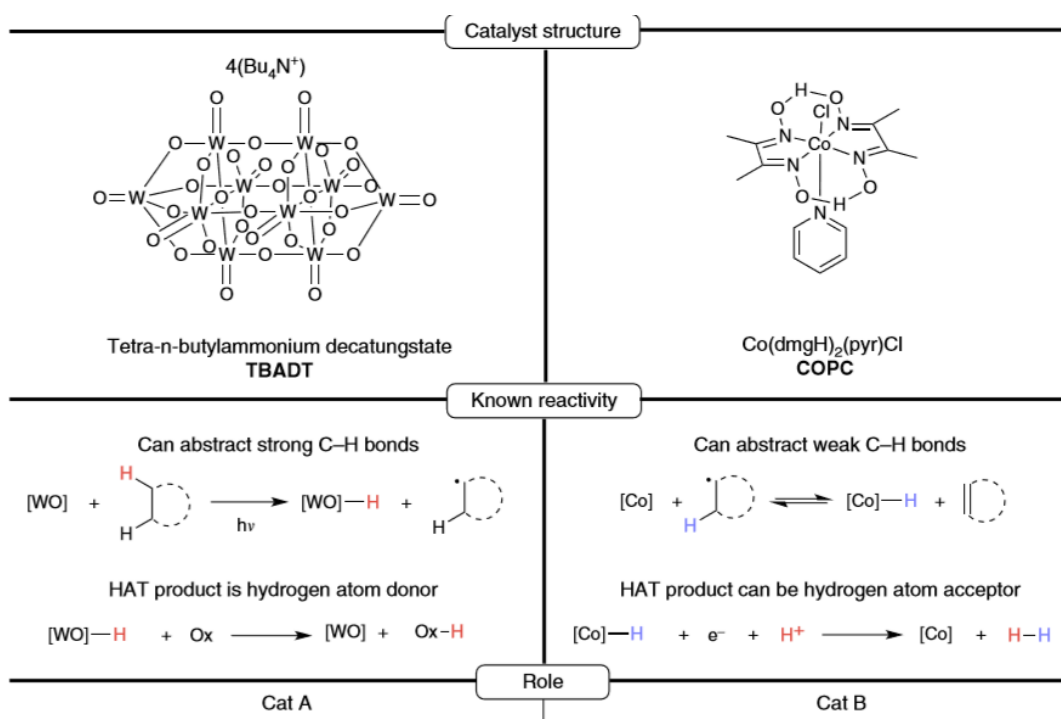 Catalyst structure
4(Bu₄N⁺)
O O
O W O W O
O O O O
O W O W
O W O O W O
W O W O
O O O O O
O W O W O
O O
Tetra-n-butylammonium decatungstate
TBADT
H
O O
Cl
N N
Co
N N
O H O
N
Co(dmgH)₂(pyr)Cl
COPC
Known reactivity
Can abstract strong C–H bonds
[WO] + H H hν [WO]–H + • H
HAT product is hydrogen atom donor
[WO]–H + Ox → [WO] + Ox-H
Can abstract weak C–H bonds
[Co] + • H ⇌ [Co]–H +
HAT product can be hydrogen atom acceptor
[Co]–H + e⁻ + H⁺ → [Co] + H–H
Role
Cat A
Cat B